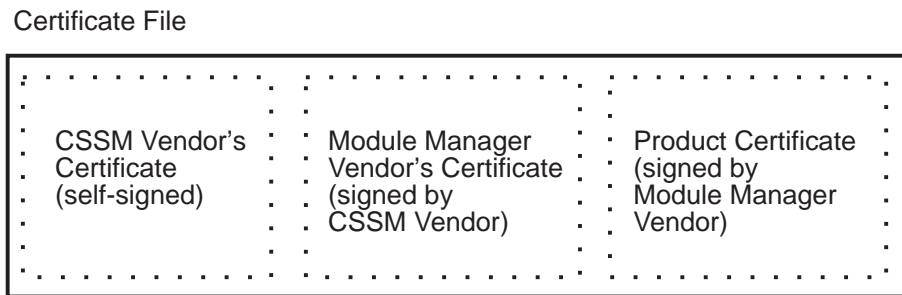 Certificate File
CSSM Vendor's
Certificate
(self-signed)
Module Manager
Vendor's Certificate
(signed by
CSSM Vendor)
Product Certificate
(signed by
Module Manager
Vendor)